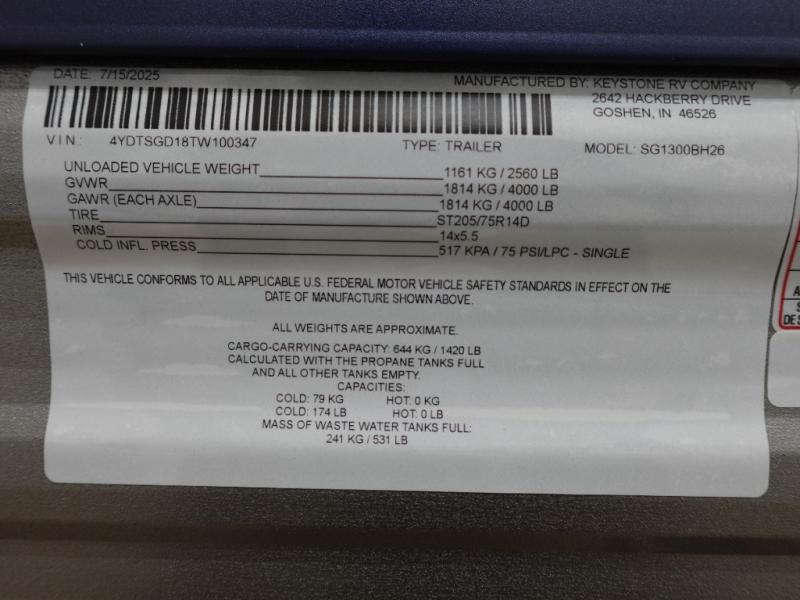 DATE: 7/15/2025
MANUFACTURED BY: KEYSTONE RV COMPANY
2642 HACKBERRY DRIVE
GOSHEN, IN 46526
VIN: 4YDTSGD18TW100347 TYPE: TRAILER MODEL: SG1300BH26
UNLOADED VEHICLE WEIGHT 1161 KG / 2560 LB
GVWR 1814 KG / 4000 LB
GAWR (EACH AXLE) 1814 KG / 4000 LB
TIRE ST205/75R14D
RIMS 14x5.5
COLD INFL. PRESS 517 KPA / 75 PSI/LPC - SINGLE
THIS VEHICLE CONFORMS TO ALL APPLICABLE U.S. FEDERAL MOTOR VEHICLE SAFETY STANDARDS IN EFFECT ON THE
DATE OF MANUFACTURE SHOWN ABOVE.
ALL WEIGHTS ARE APPROXIMATE.
CARGO-CARRYING CAPACITY: 644 KG / 1420 LB
CALCULATED WITH THE PROPANE TANKS FULL
AND ALL OTHER TANKS EMPTY.
CAPACITIES:
COLD: 79 KG HOT: 0 KG
COLD: 174 LB HOT: 0 LB
MASS OF WASTE WATER TANKS FULL:
241 KG / 531 LB